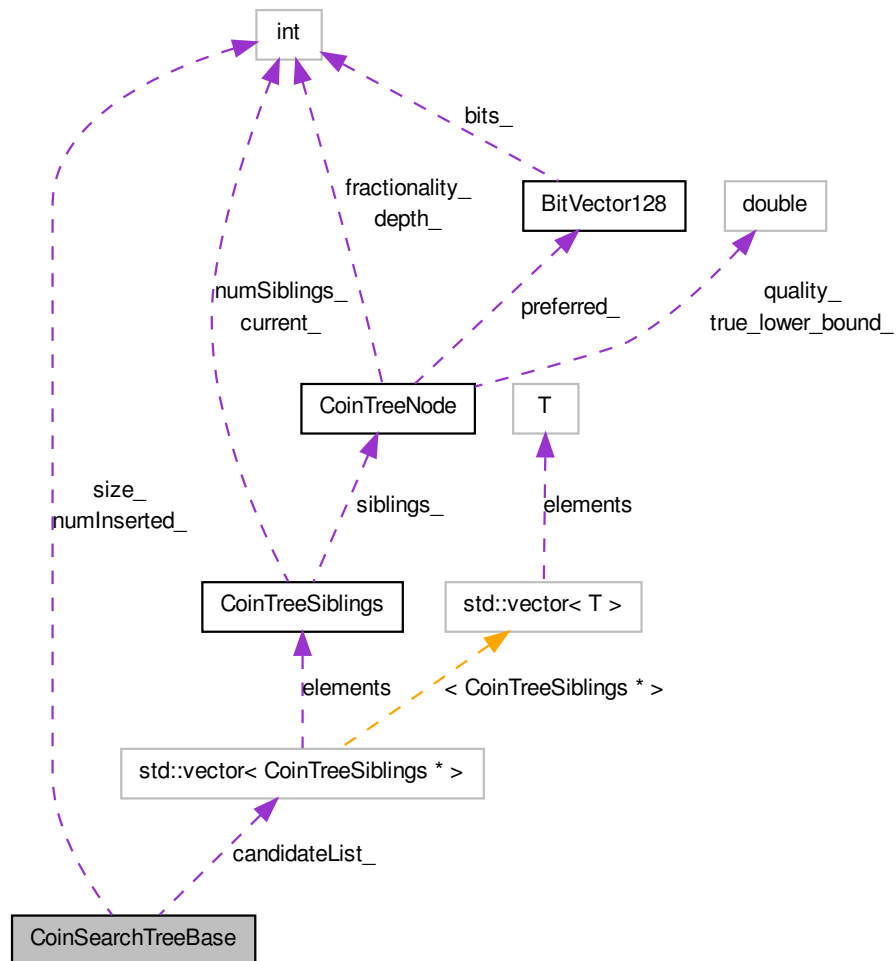 int
bits_
fractionality_
depth_
BitVector128
double
numSiblings_
current_
preferred_
quality_
true_lower_bound_
CoinTreeNode
T
size_
numInserted_
siblings_
elements
CoinTreeSiblings
std::vector< T >
elements
< CoinTreeSiblings * >
std::vector< CoinTreeSiblings * >
candidateList_
CoinSearchTreeBase